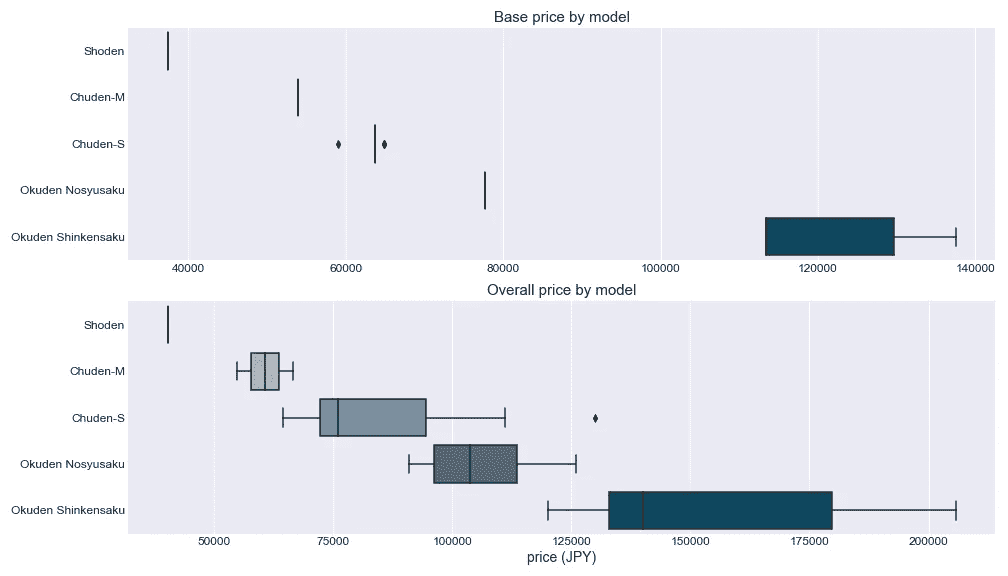 Base price by model
Shoden
Chuden-M
Chuden-S
Okuden Nosyusaku
Okuden Shinkensaku
40000 60000 80000 100000 120000 140000
Overall price by model
Shoden
Chuden-M
Chuden-S
Okuden Nosyusaku
Okuden Shinkensaku
50000 75000 100000 125000 150000 175000 200000
price (JPY)